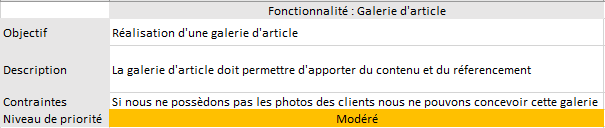 Fonctionnalité : Galerie d'article
Objectif Réalisation d'une galerie d'article
Description La galerie d'article doit permettre d'apporter du contenu et du réferencement
Contraintes Si nous ne possèdons pas les photos des clients nous ne pouvons concevoir cette galerie
Niveau de priorité Modéré